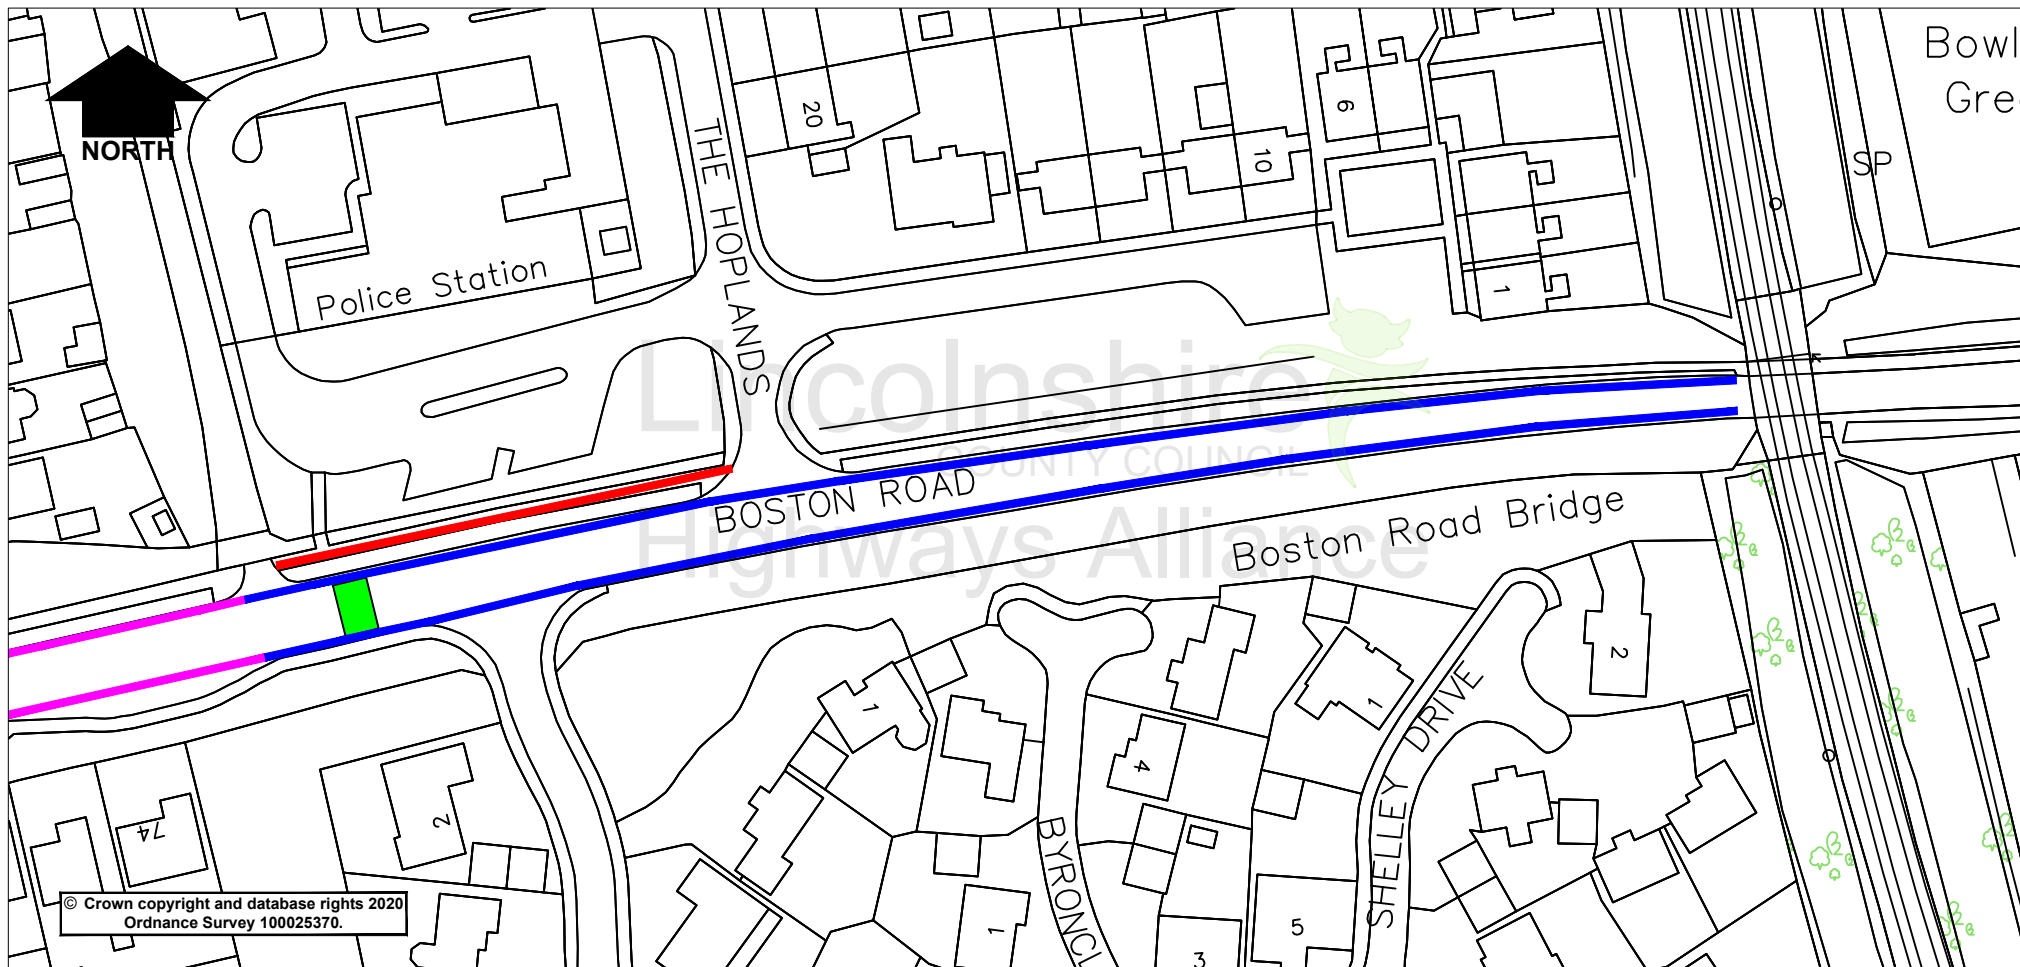 Bowl
Gre
NORTH
20
6
10
SP
THE HOPLANDS
Police Station
1
Lincolnshire
COUNTY COUNCIL
Highways Alliance
BOSTON ROAD
Boston Road Bridge
2
1
1
4
SHELLEY DRIVE
74
2
BYRON
1
5
3
© Crown copyright and database rights 2020
Ordnance Survey 100025370.